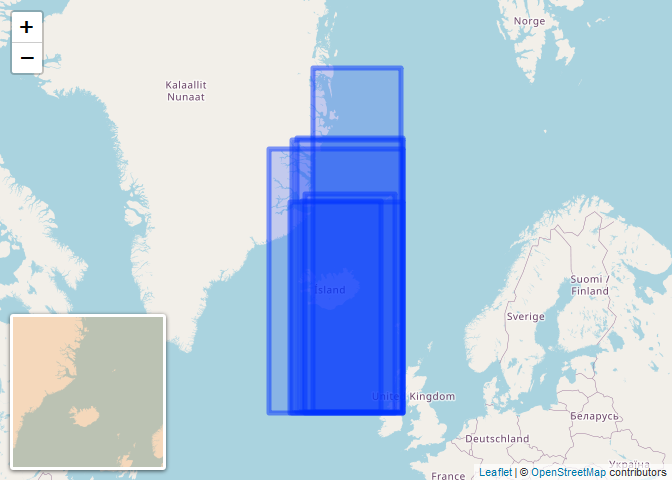 +
−
Norge
Kalaallit
Nunaat
Ísland
Suomi /
Finland
Sverige
United Kingdom
Беларусь
Deutschland
Україна
France
Leaflet | © OpenStreetMap contributors